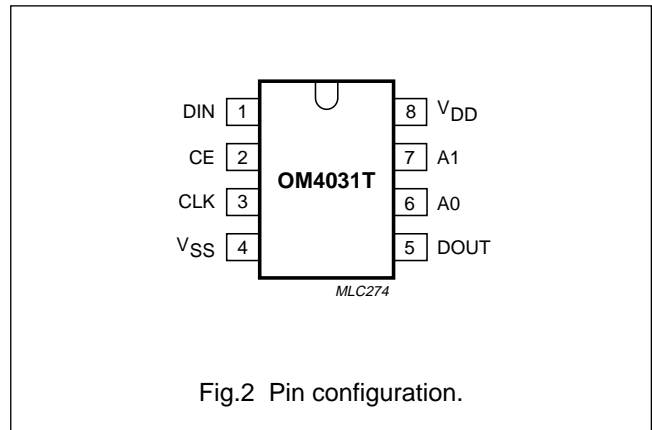 DIN 1 8 VDD
CE 2 7 A1
OM4031T
CLK 3 6 A0
VSS 4 5 DOUT
MLC274
Fig.2 Pin configuration.